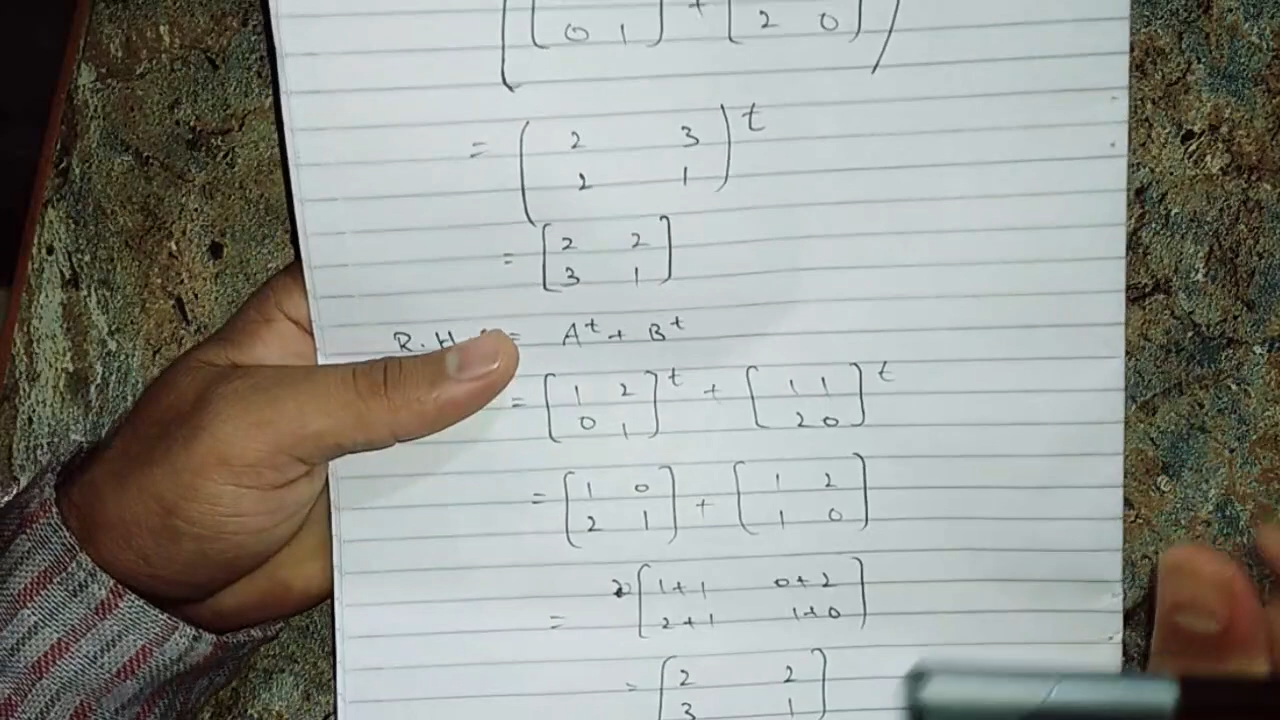 0 1 + 2 0
= ( 2 3
2 1 ) t
= [ 2 2
3 1 ]
R.H = A^t + B^t
= [ 1 2
0 1 ]^t + [ 1 1
2 0 ]^t
= [ 1 0
2 1 ] + [ 1 2
1 0 ]
= [ 1+1 0+2
2+1 1+0 ]
= [ 2 2
3 1 ]